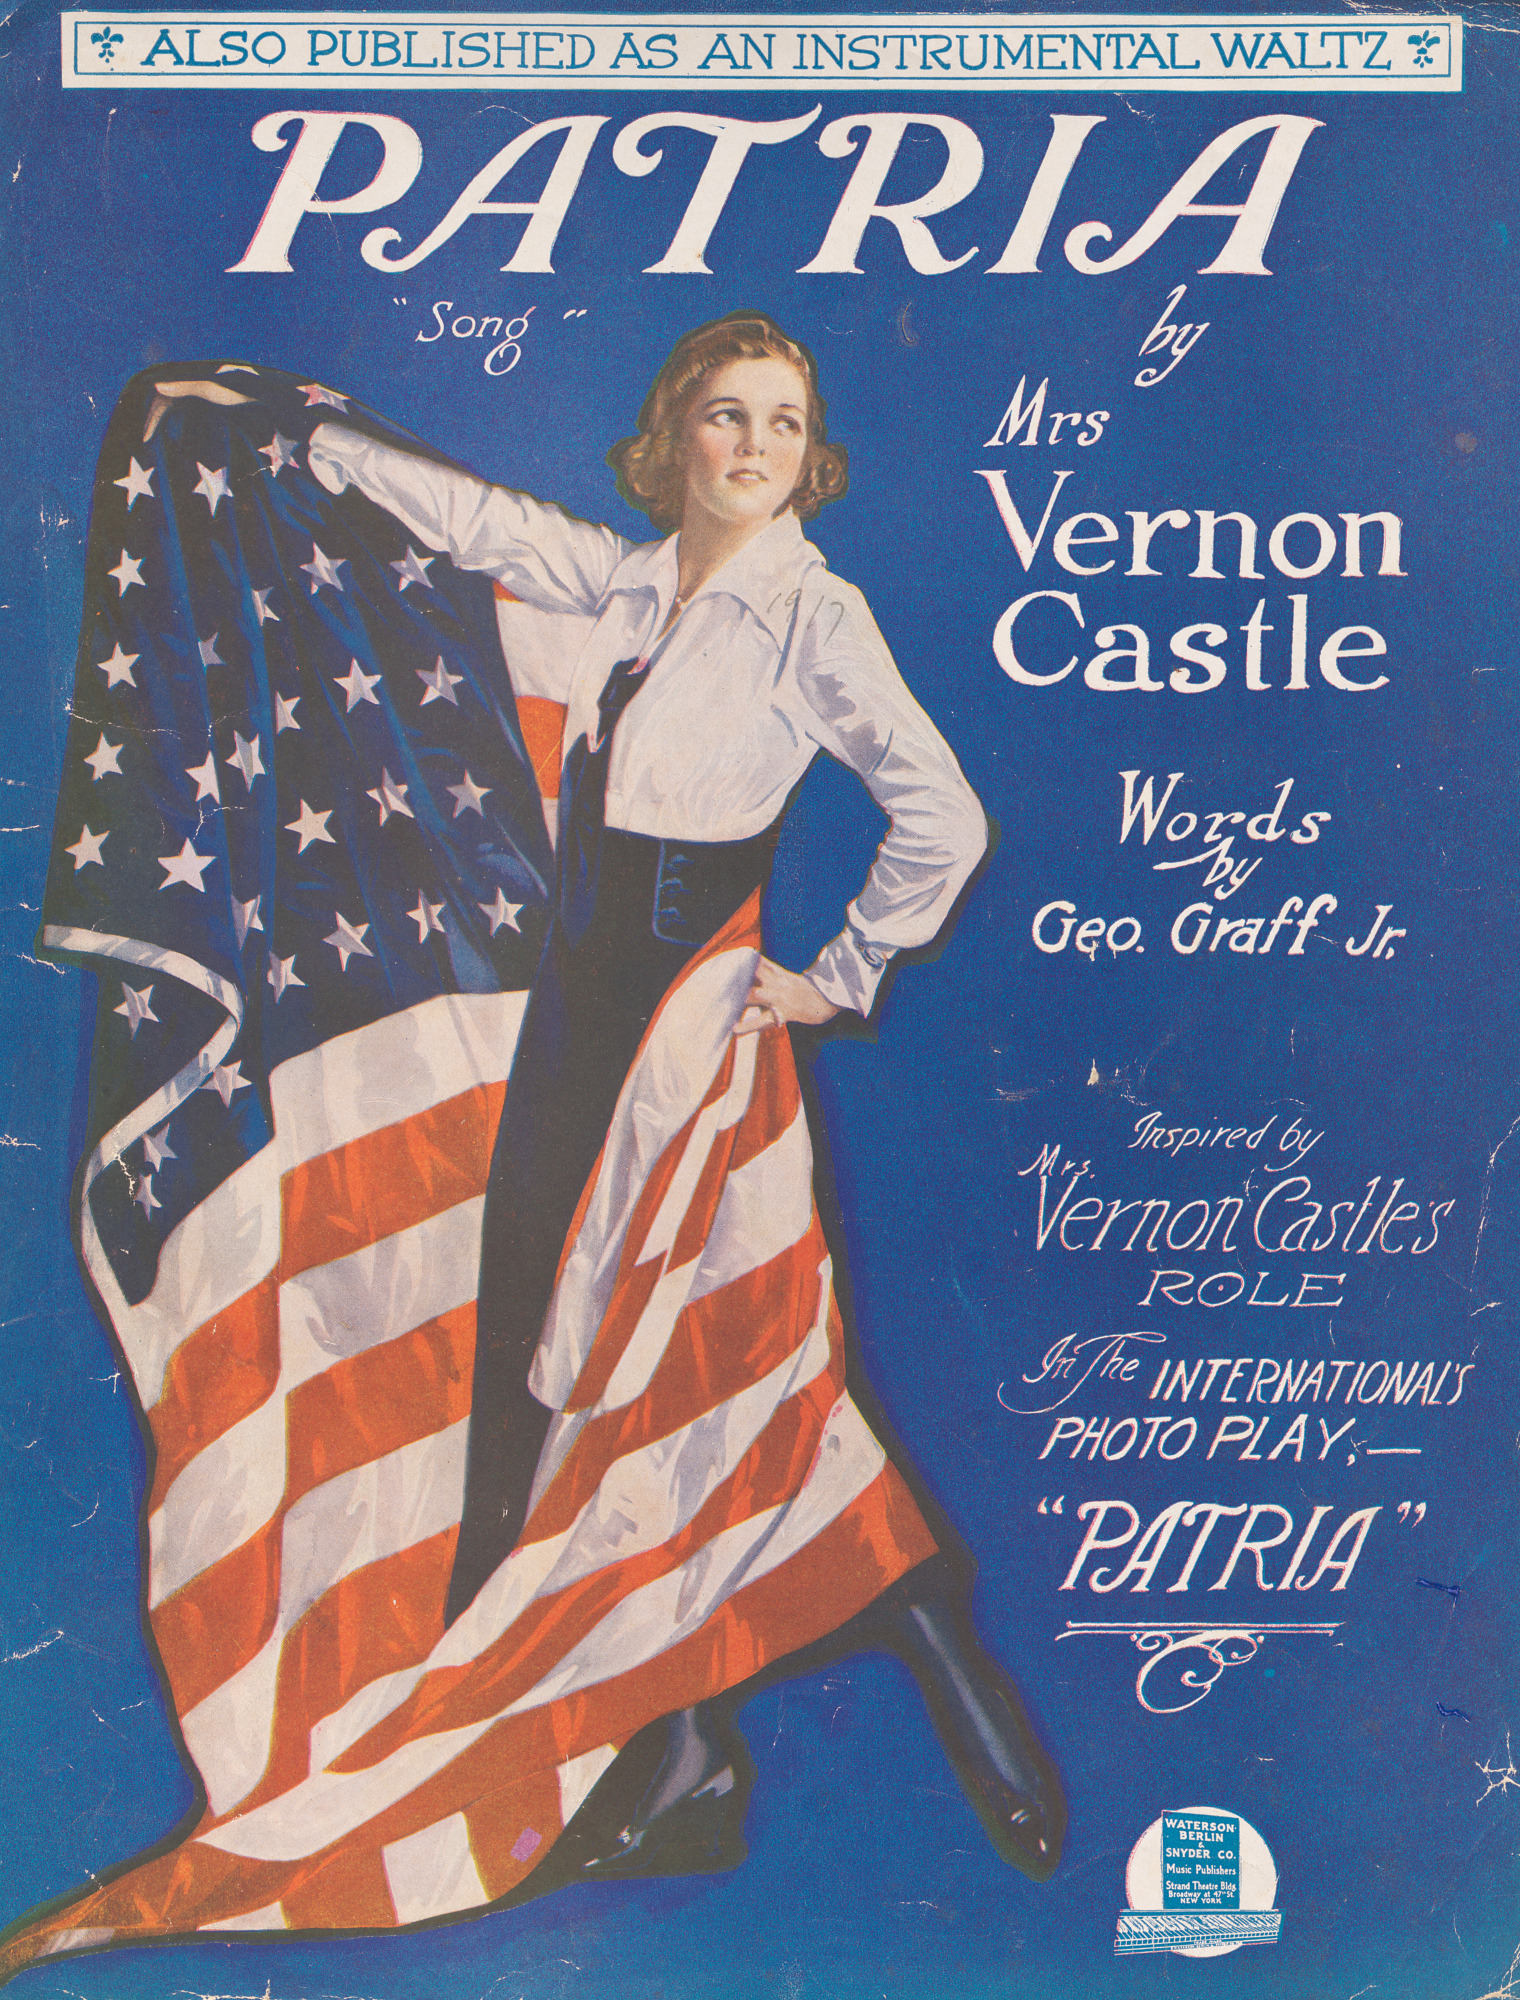 ALSO PUBLISHED AS AN INSTRUMENTAL WALTZ
PATRIA
"Song"
by
Mrs
Vernon
Castle
1917
Words
by
Geo. Graff Jr.
Inspired by
Mrs.
Vernon Castle's
ROLE
In The INTERNATIONAL'S
PHOTO PLAY;—
"PATRIA"
WATERSON
BERLIN
&
SNYDER CO.
Music Publishers
Strand Theatre Bldg
Broadway at 47th St.
NEW YORK